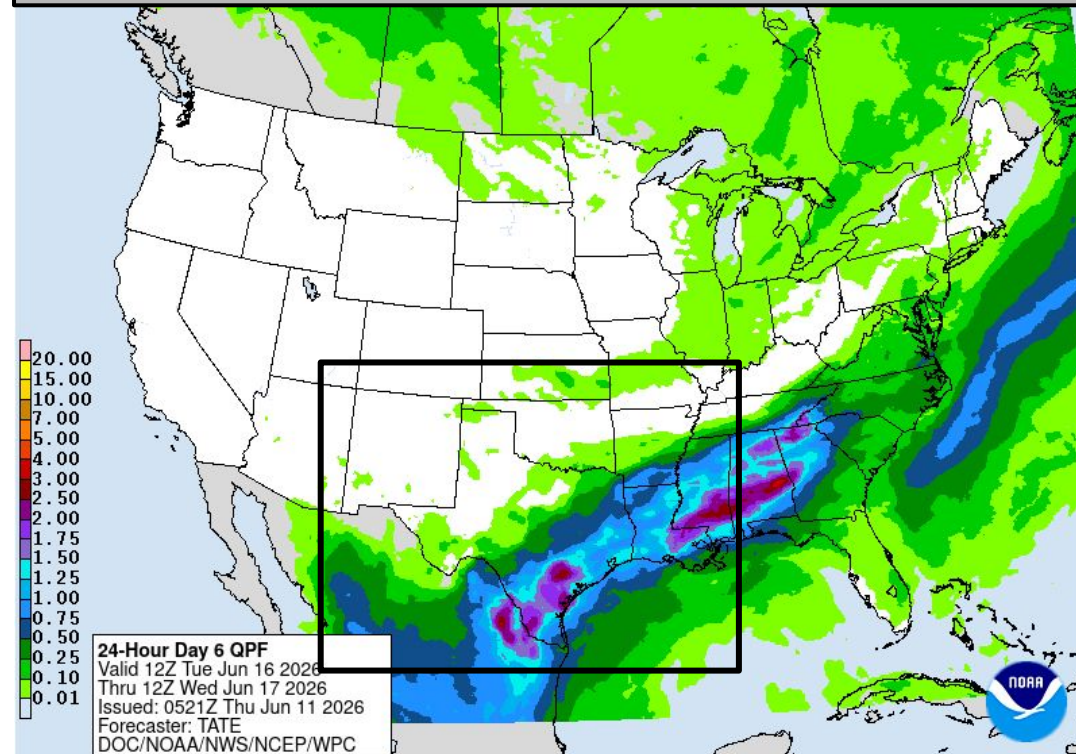 20.00
15.00
10.00
7.00
5.00
4.00
3.00
2.50
2.00
1.75
1.50
1.25
1.00
0.75
0.50
0.25
0.10
0.01
24-Hour Day 6 QPF
Valid 12Z Tue Jun 16 2026
Thru 12Z Wed Jun 17 2026
Issued: 0521Z Thu Jun 11 2026
Forecaster: TATE
DOC/NOAA/NWS/NCEP/WPC
NOAA